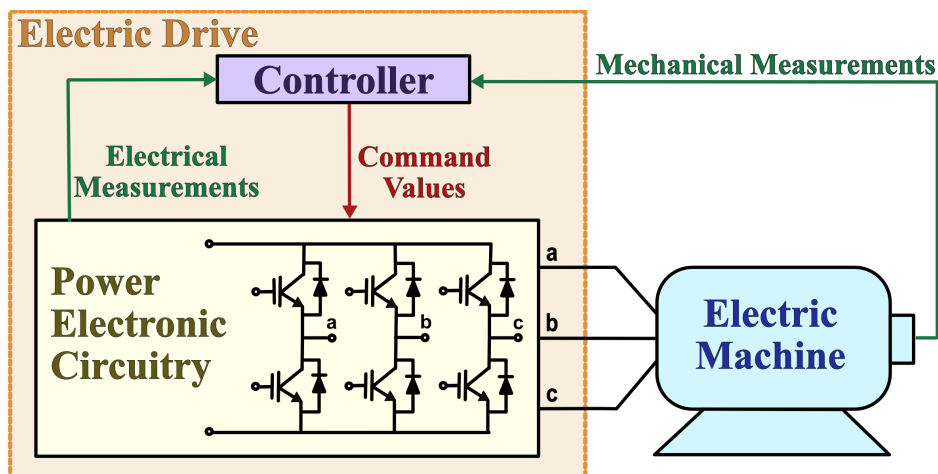 Electric Drive
Controller
Mechanical Measurements
Electrical
Measurements
Command
Values
Power
Electronic
Circuitry
a
b
c
a
b
c
Electric
Machine